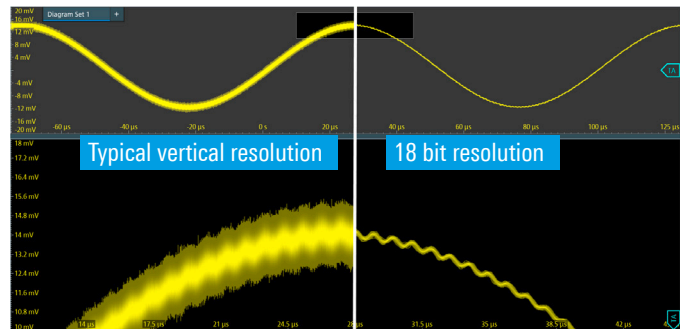 20 mV
Diagram Set 1 +
16 mV
12 mV
8 mV
4 mV
-4 mV
-8 mV
-12 mV
-16 mV
-20 mV
-60 µs -40 µs -20 µs 0 s 20 µs 40 µs 60 µs 80 µs 100 µs 125 µs
1A
18 mV
Typical vertical resolution 18 bit resolution
17.2 mV
16.4 mV
15.6 mV
14.8 mV
14 mV
13.2 mV
12.4 mV
11.6 mV
10.8 mV
10 mV
14 µs 17.5 µs 21 µs 24.5 µs 31.5 µs 35 µs 38.5 µs 42 µs